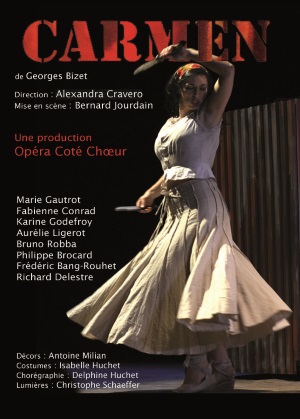 CARMEN
de Georges Bizet
Direction : Alexandra Cravero
Mise en scène : Bernard Jourdain
Une production
Opéra Coté Chœur
Marie Gautrot
Fabienne Conrad
Karine Godefroy
Aurélie Ligerot
Bruno Robba
Philippe Brocard
Frédéric Bang-Rouhet
Richard Delestre
Décors : Antoine Milian
Costumes : Isabelle Huchet
Chorégraphie : Delphine Huchet
Lumières : Christophe Schaeffer